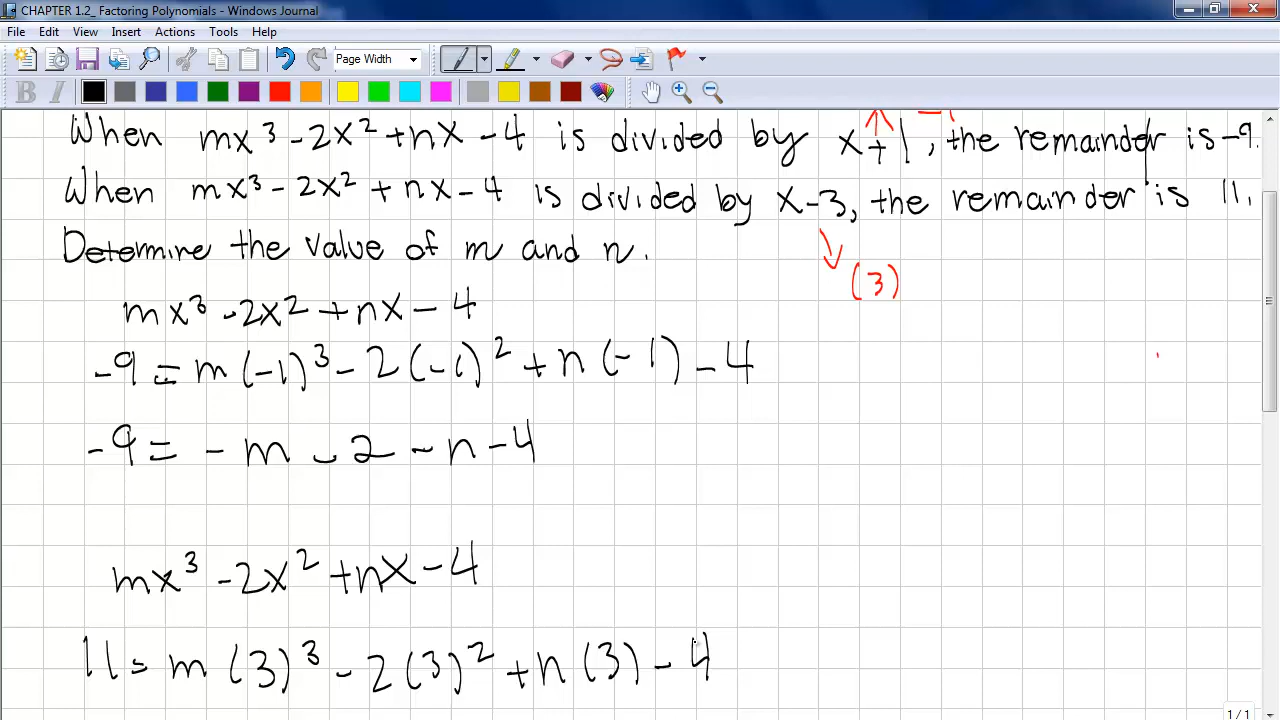 CHAPTER 1.2_ Factoring Polynomials - Windows Journal
File Edit View Insert Actions Tools Help
Page Width
B I
When mx³ - 2x² + nx - 4 is divided by x + 1, the remainder is -9.
When mx³ - 2x² + nx - 4 is divided by x - 3, the remainder is 11.
Determine the value of m and n.
(3)
mx³ - 2x² + nx - 4
-9 = m(-1)³ - 2(-1)² + n(-1) - 4
-9 = - m - 2 - n - 4
mx³ - 2x² + nx - 4
11 = m(3)³ - 2(3)² + n(3) - 4
1/1